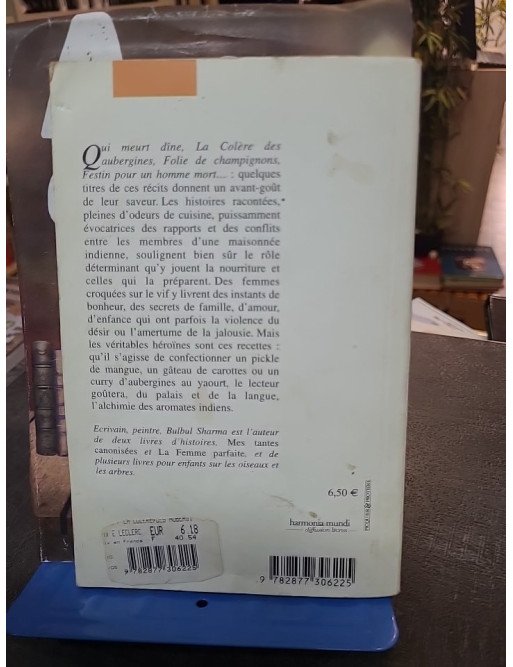 Qui meurt dîne, La Colère des
aubergines, Folie de champignons,
Festin pour un homme mort... : quelques
titres de ces récits donnent un avant-goût
de leur saveur. Les histoires racontées,
pleines d'odeurs de cuisine, puissamment
évocatrices des rapports et des conflits
entre les membres d'une maisonnée
indienne, soulignent bien sûr le rôle
déterminant qu'y jouent la nourriture et
celles qui la préparent. Des femmes
croquées sur le vif y livrent des instants de
bonheur, des secrets de famille, d'amour,
d'enfance qui ont parfois la violence du
désir ou l'amertume de la jalousie. Mais
les véritables héroïnes sont ces recettes :
qu'il s'agisse de confectionner un pickle
de mangue, un gâteau de carottes ou un
curry d'aubergines au yaourt, le lecteur
goûtera, du palais et de la langue,
l'alchimie des aromates indiens.
Ecrivain, peintre, Bulbul Sharma est l'auteur
de deux livres d'histoires, Mes tantes
canonisées et La Femme parfaite, et de
plusieurs livres pour enfants sur les oiseaux et
les arbres.
6,50 €
harmonia mundi
diffusion livres
E LECLERC EUR 6.18
en France F 40 54
9 782877 306225
9 782877 306225